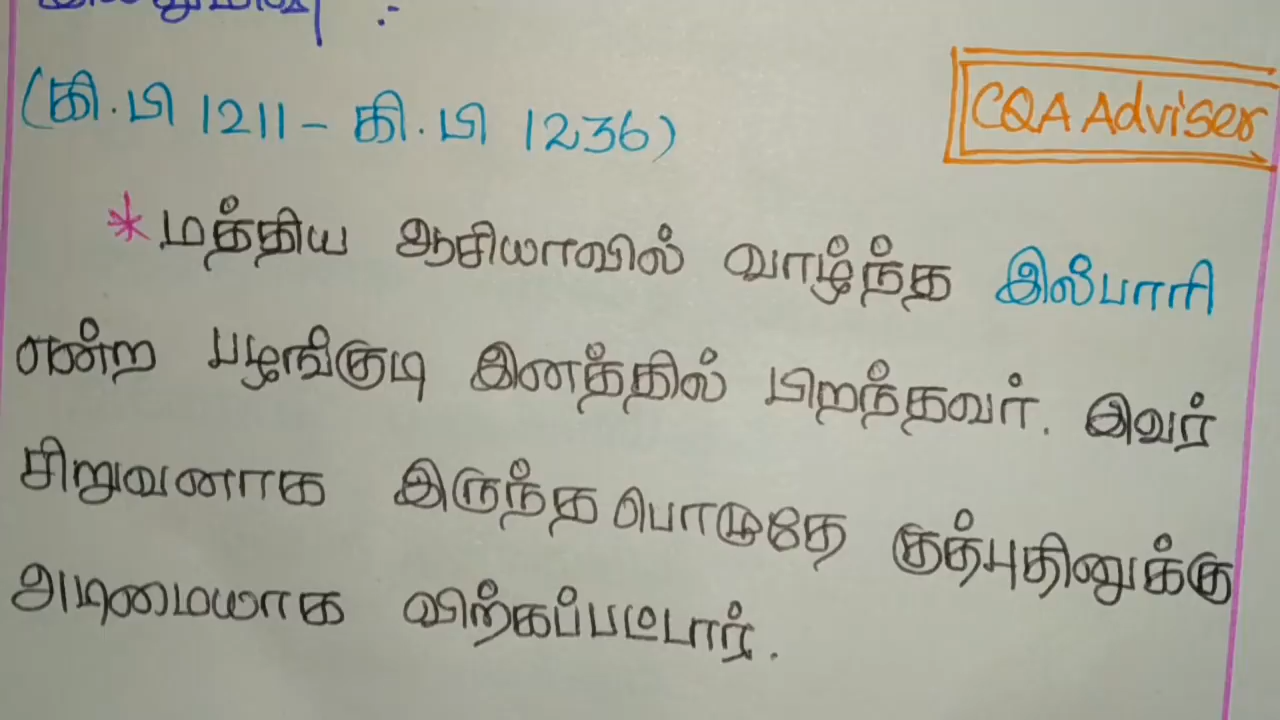 (கி.பி 1211 - கி.பி 1236)
CQA Adviser
* மத்திய ஆசியாவில் வாழ்ந்த இல்பாரி
என்ற பழங்குடி இனத்தில் பிறந்தவர். இவர்
சிறுவனாக இருந்த பொழுதே குத்புதினுக்கு
அடிமையாக விற்கப்பட்டார்.